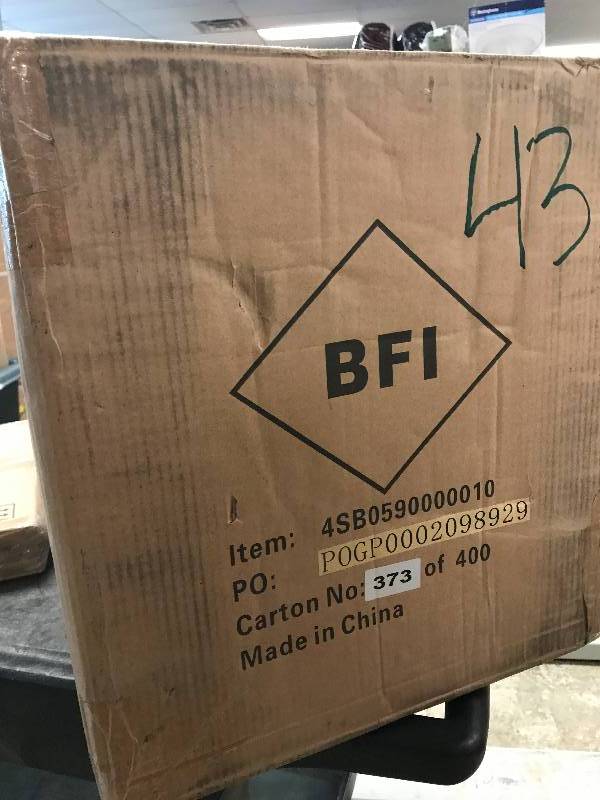 43
BFI
Item: 4SB0590000010
PO: POGP0002098929
Carton No: 373 of 400
Made in China